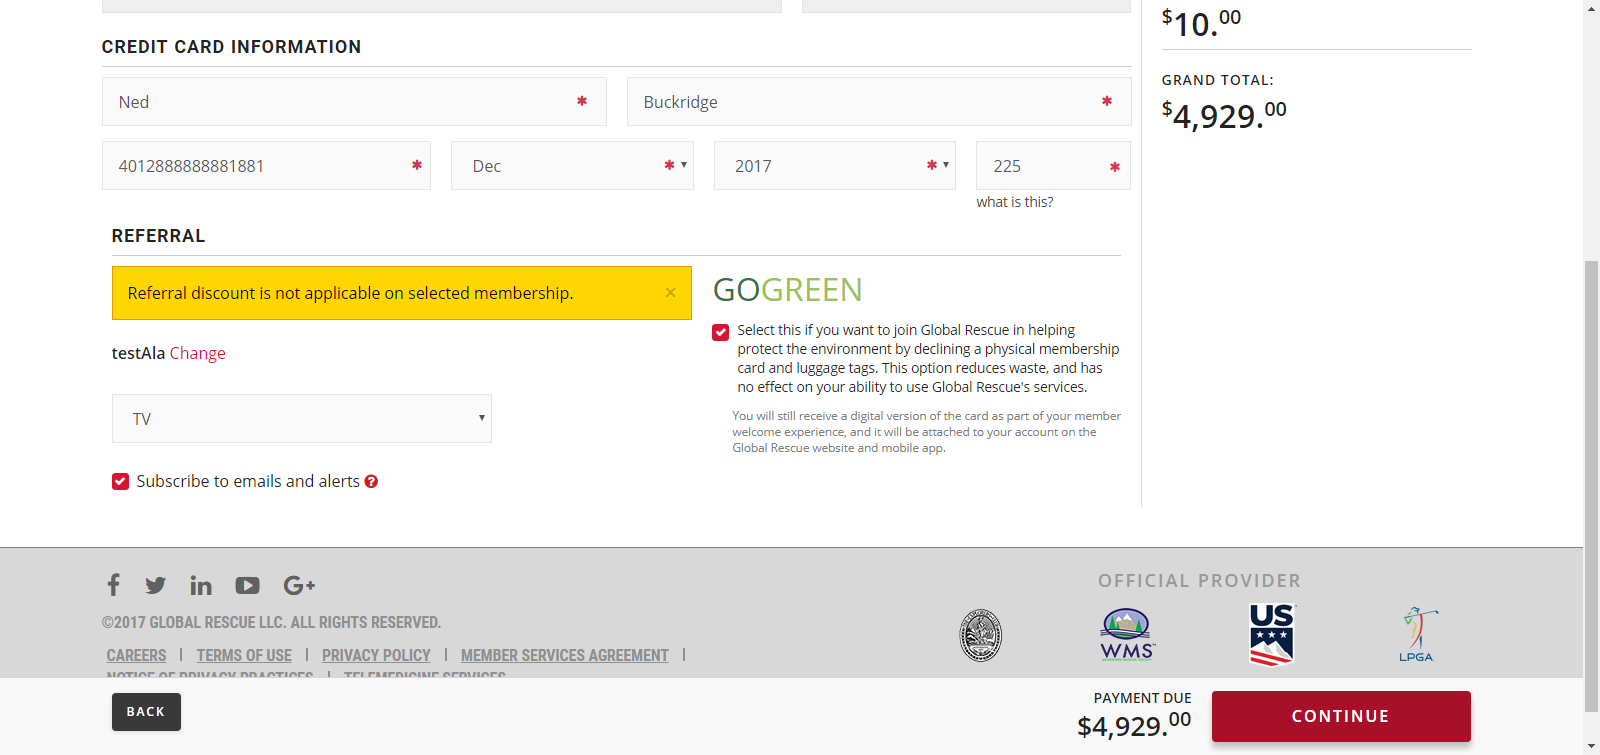 $10.00
CREDIT CARD INFORMATION
GRAND TOTAL:
$4,929.00
Ned *
Buckridge *
4012888888881881 *
Dec *
2017 *
225 *
what is this?
REFERRAL
Referral discount is not applicable on selected membership. ×
testAla Change
TV
Subscribe to emails and alerts ?
GOGREEN
Select this if you want to join Global Rescue in helping
protect the environment by declining a physical membership
card and luggage tags. This option reduces waste, and has
no effect on your ability to use Global Rescue's services.
You will still receive a digital version of the card as part of your member
welcome experience, and it will be attached to your account on the
Global Rescue website and mobile app.
©2017 GLOBAL RESCUE LLC. ALL RIGHTS RESERVED.
CAREERS | TERMS OF USE | PRIVACY POLICY | MEMBER SERVICES AGREEMENT |
NOTICE OF PRIVACY PRACTICES | TELEMEDICINE SERVICES
OFFICIAL PROVIDER
WMS
US
LPGA
BACK
PAYMENT DUE
$4,929.00
CONTINUE